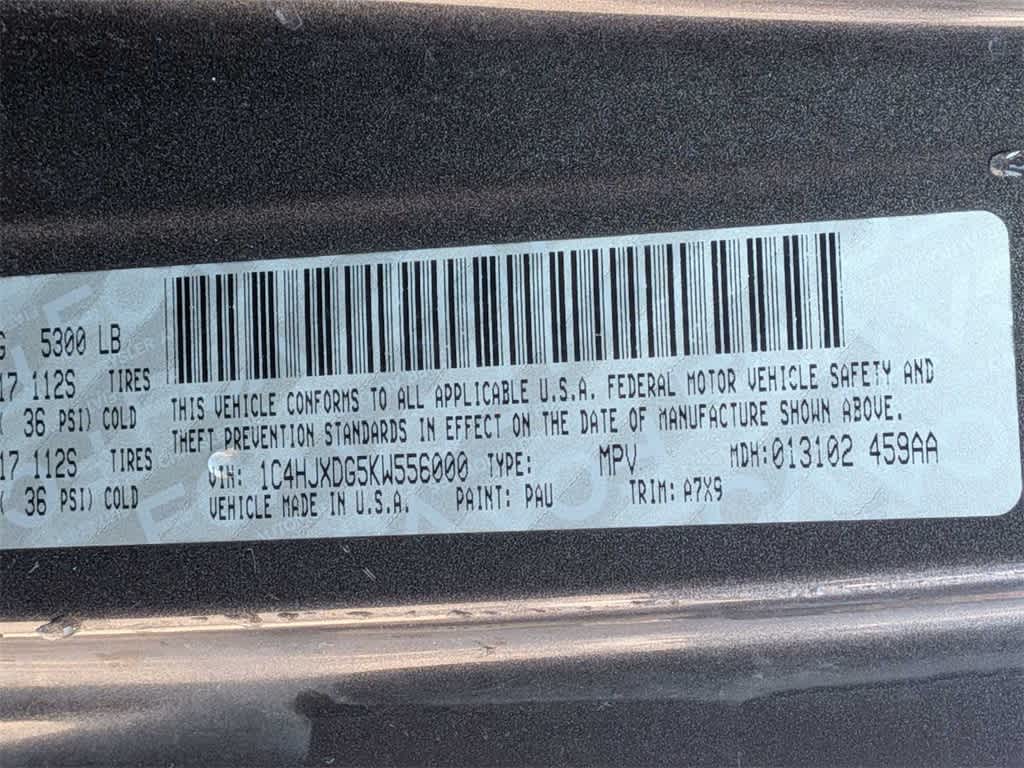 G 5300 LB
17 112S TIRES
( 36 PSI) COLD
17 112S TIRES
( 36 PSI) COLD
THIS VEHICLE CONFORMS TO ALL APPLICABLE U.S.A. FEDERAL MOTOR VEHICLE SAFETY AND
THEFT PREVENTION STANDARDS IN EFFECT ON THE DATE OF MANUFACTURE SHOWN ABOVE.
VIN: 1C4HJXDG5KW556000 TYPE: MPV MDH:013102 459AA
VEHICLE MADE IN U.S.A. PAINT: PAU TRIM: A7X9